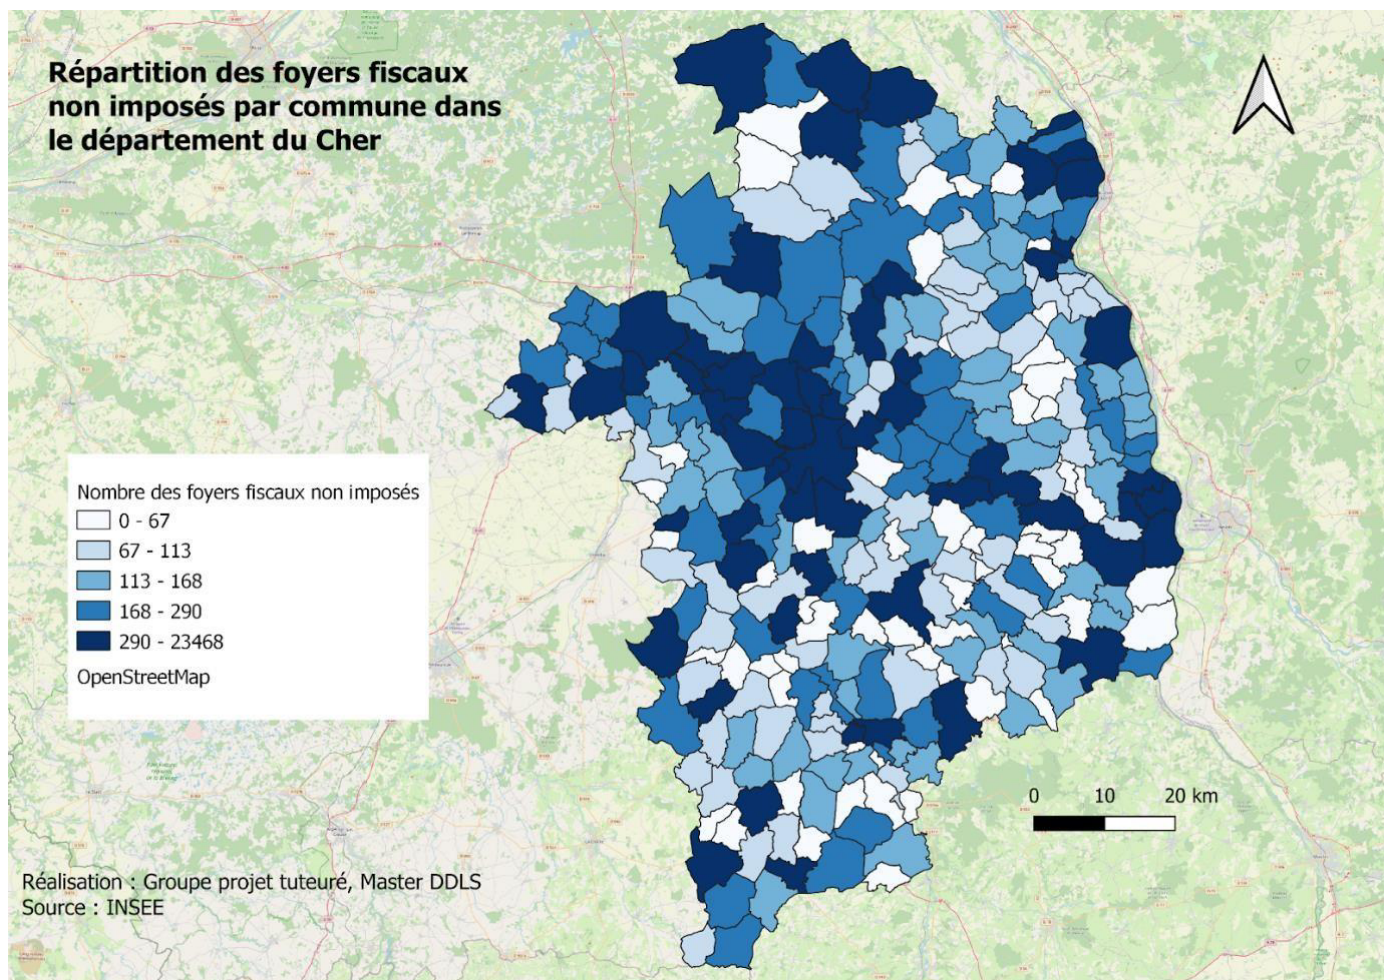 Répartition des foyers fiscaux
non imposés par commune dans
le département du Cher
Nombre des foyers fiscaux non imposés
0 - 67
67 - 113
113 - 168
168 - 290
290 - 23468
OpenStreetMap
0 10 20 km
Réalisation : Groupe projet tuteuré, Master DDLS
Source : INSEE